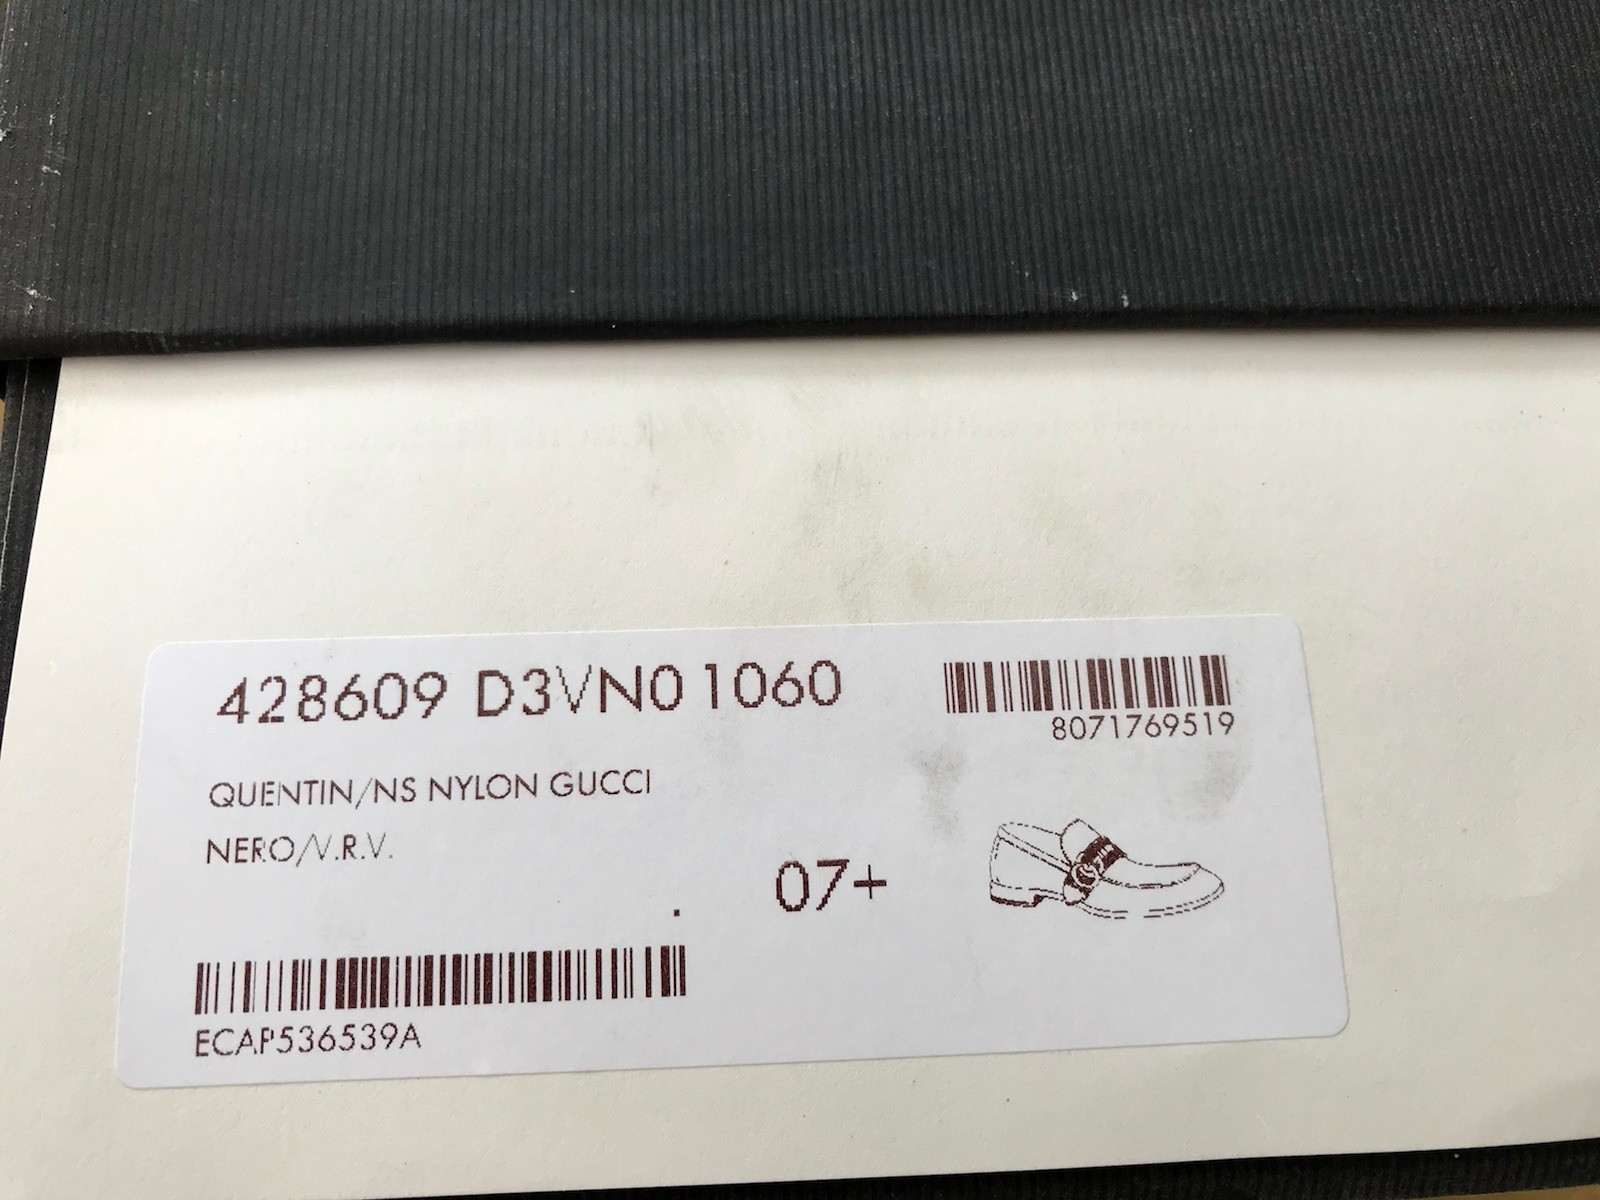 428609 D3VN0 1060
8071769519
QUENTIN/NS NYLON GUCCI
NERO/V.R.V.
07+
ECAP536539A